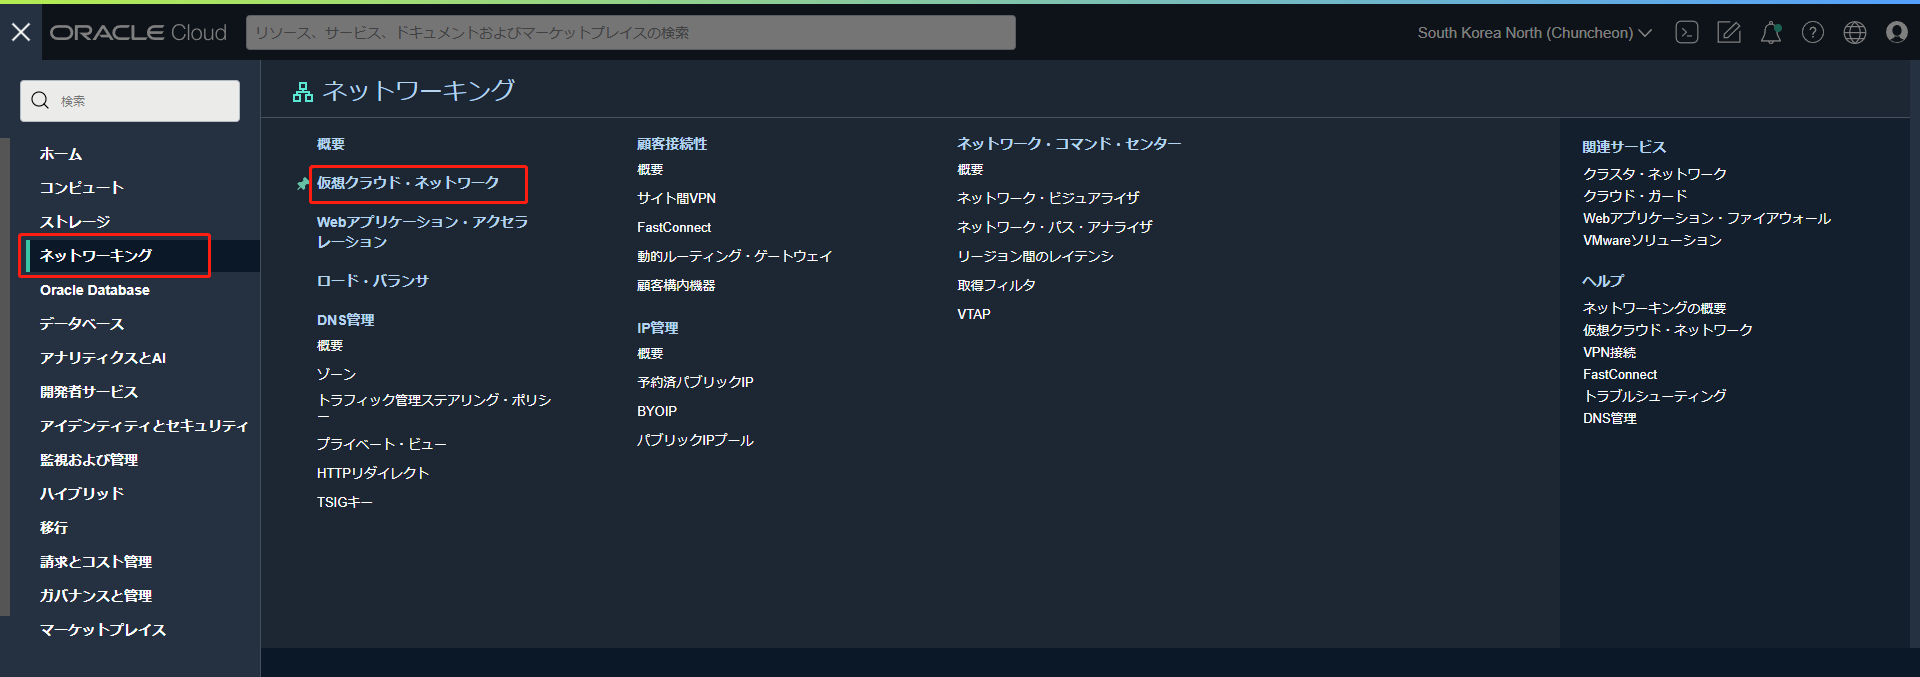 ORACLE Cloud
リソース、サービス、ドキュメントおよびマーケットプレイスの検索
South Korea North (Chuncheon)
検索
ホーム
コンピュート
ストレージ
ネットワーキング
Oracle Database
データベース
アナリティクスとAI
開発者サービス
アイデンティティとセキュリティ
監視および管理
ハイブリッド
移行
請求とコスト管理
ガバナンスと管理
マーケットプレイス
ネットワーキング
概要
仮想クラウド・ネットワーク
Webアプリケーション・アクセラ
レーション
ロード・バランサ
DNS管理
概要
ゾーン
トラフィック管理ステアリング・ポリシ
ー
プライベート・ビュー
HTTPリダイレクト
TSIGキー
顧客接続性
概要
サイト間VPN
FastConnect
動的ルーティング・ゲートウェイ
顧客構内機器
IP管理
概要
予約済パブリックIP
BYOIP
パブリックIPプール
ネットワーク・コマンド・センター
概要
ネットワーク・ビジュアライザ
ネットワーク・パス・アナライザ
リージョン間のレイテンシ
取得フィルタ
VTAP
関連サービス
クラスタ・ネットワーク
クラウド・ガード
Webアプリケーション・ファイアウォール
VMwareソリューション
ヘルプ
ネットワーキングの概要
仮想クラウド・ネットワーク
VPN接続
FastConnect
トラブルシューティング
DNS管理